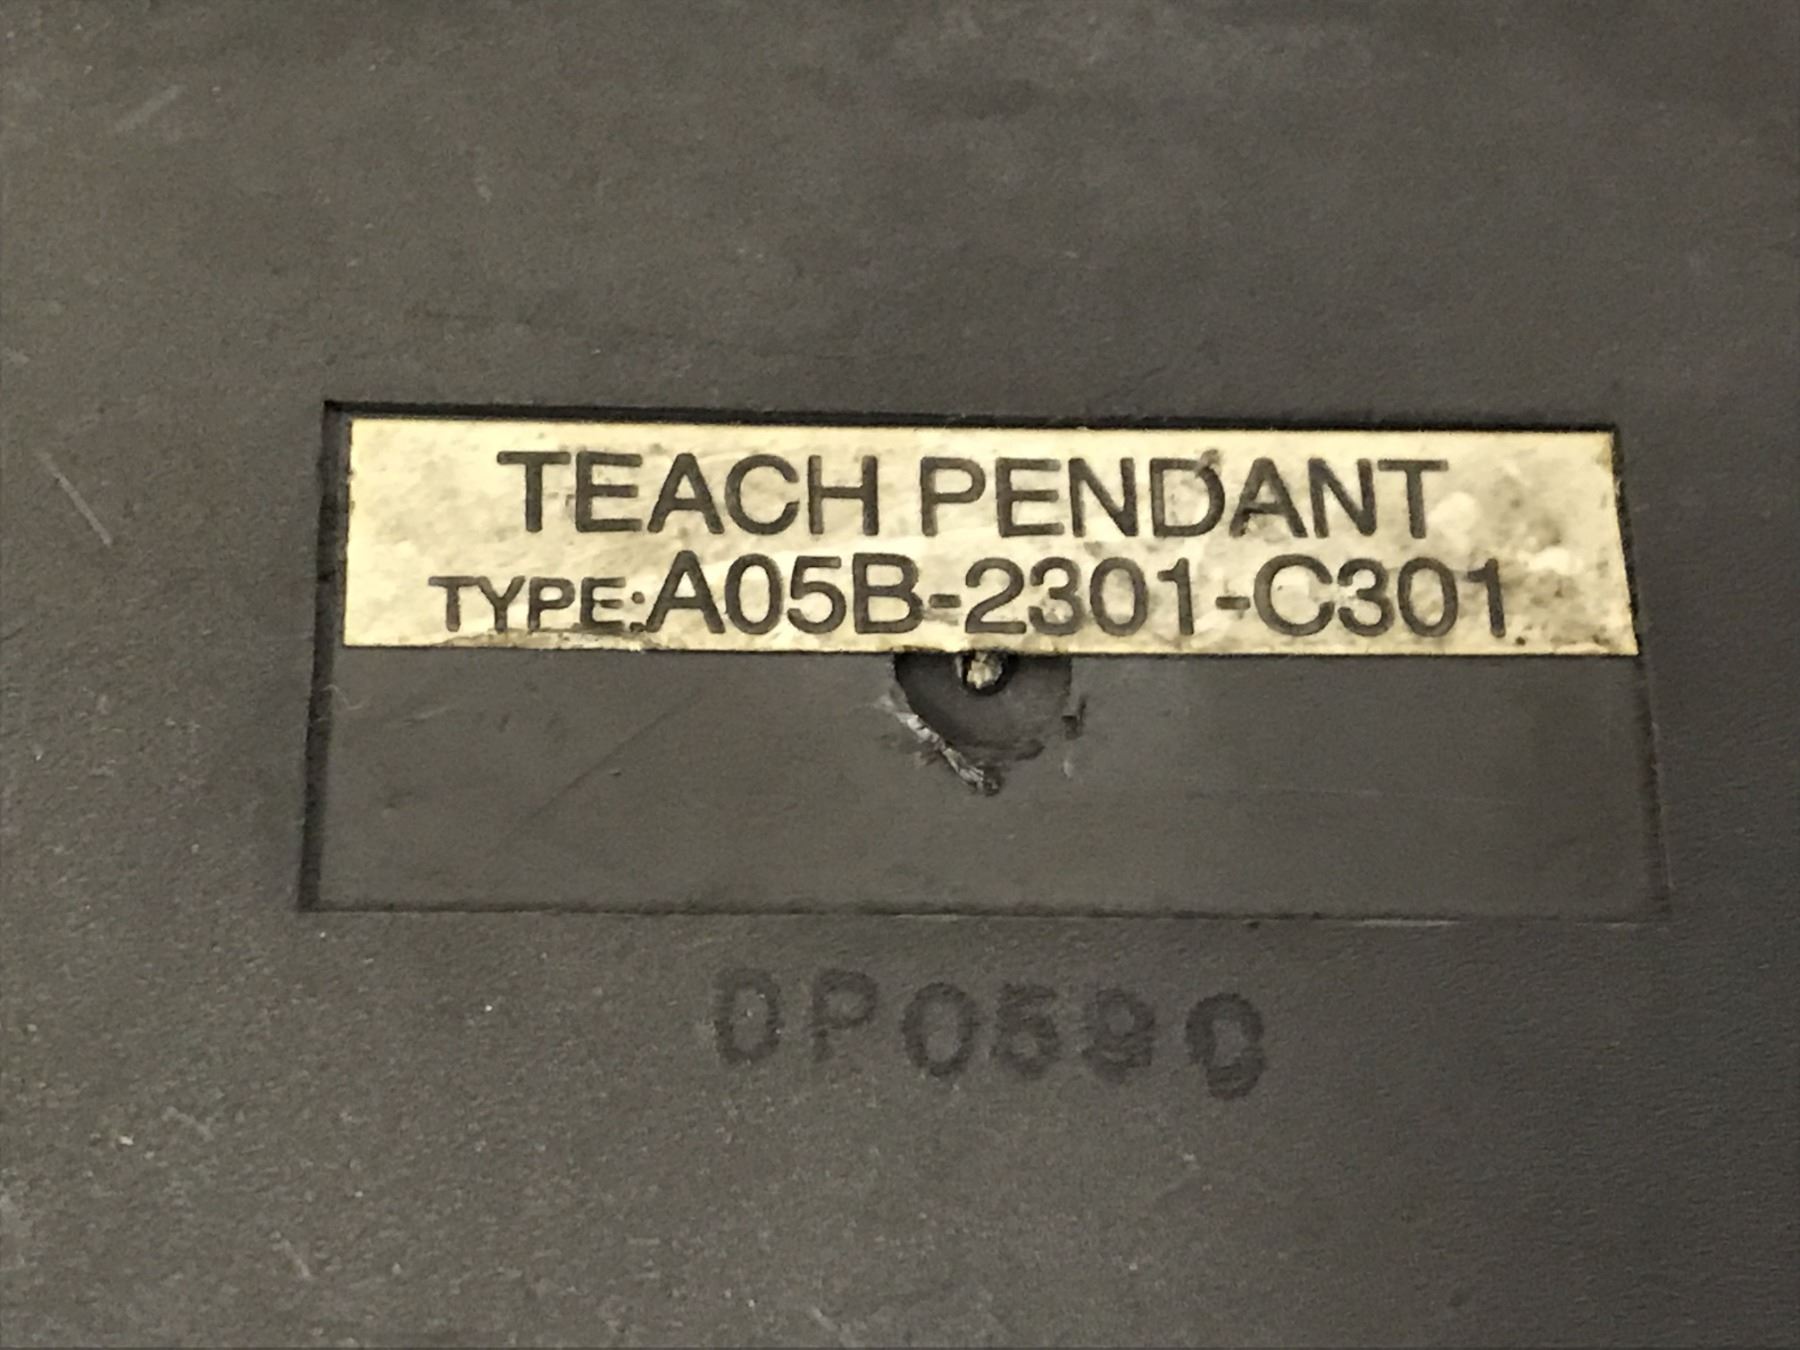 TEACH PENDANT
TYPE:A05B-2301-C301